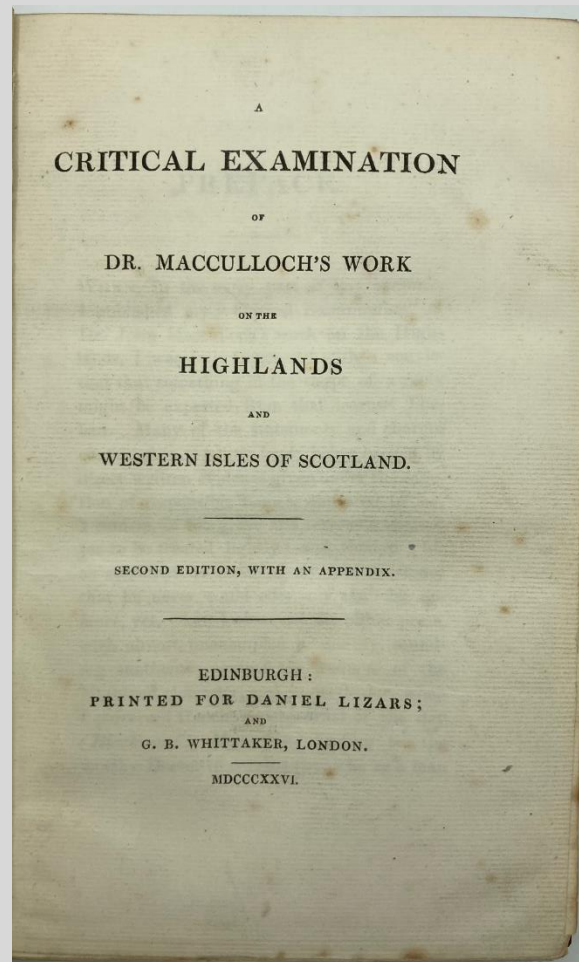 A
CRITICAL EXAMINATION
OF
DR. MACCULLOCH'S WORK
ON THE
HIGHLANDS
AND
WESTERN ISLES OF SCOTLAND.
SECOND EDITION, WITH AN APPENDIX.
EDINBURGH:
PRINTED FOR DANIEL LIZARS;
AND
G. B. WHITTAKER, LONDON.
MDCCCXXVI.